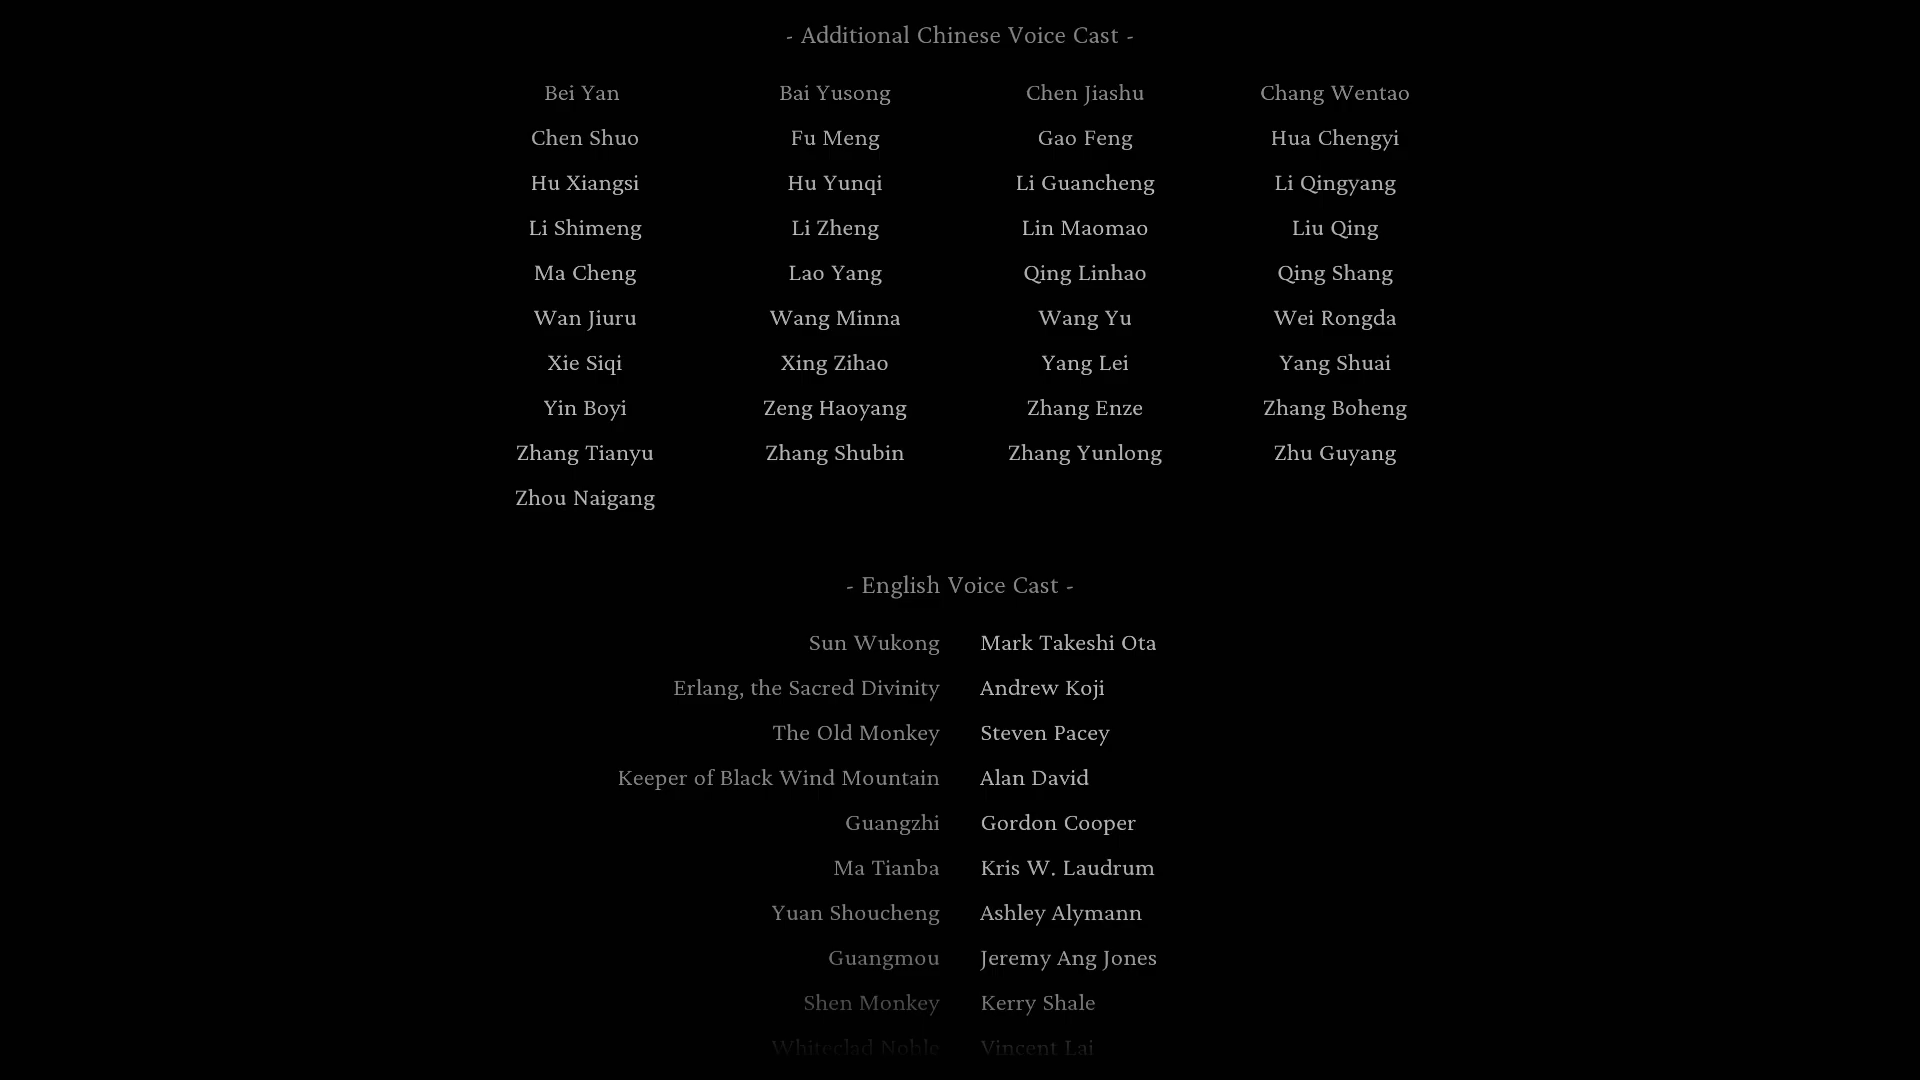 - Additional Chinese Voice Cast -
Bei Yan Bai Yusong Chen Jiashu Chang Wentao
Chen Shuo Fu Meng Gao Feng Hua Chengyi
Hu Xiangsi Hu Yunqi Li Guancheng Li Qingyang
Li Shimeng Li Zheng Lin Maomao Liu Qing
Ma Cheng Lao Yang Qing Linhao Qing Shang
Wan Jiuru Wang Minna Wang Yu Wei Rongda
Xie Siqi Xing Zihao Yang Lei Yang Shuai
Yin Boyi Zeng Haoyang Zhang Enze Zhang Boheng
Zhang Tianyu Zhang Shubin Zhang Yunlong Zhu Guyang
Zhou Naigang
- English Voice Cast -
Sun Wukong Mark Takeshi Ota
Erlang, the Sacred Divinity Andrew Koji
The Old Monkey Steven Pacey
Keeper of Black Wind Mountain Alan David
Guangzhi Gordon Cooper
Ma Tianba Kris W. Laudrum
Yuan Shoucheng Ashley Alymann
Guangmou Jeremy Ang Jones
Shen Monkey Kerry Shale
Whiteclad Noble Vincent Lai